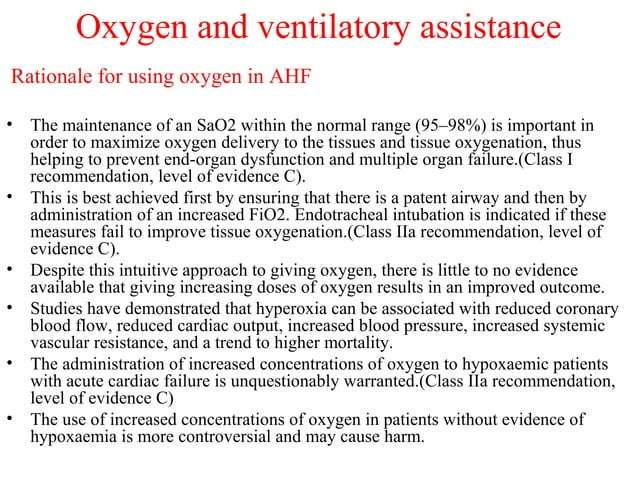 Oxygen and ventilatory assistance
Rationale for using oxygen in AHF
• The maintenance of an SaO2 within the normal range (95–98%) is important in
order to maximize oxygen delivery to the tissues and tissue oxygenation, thus
helping to prevent end-organ dysfunction and multiple organ failure.(Class I
recommendation, level of evidence C).
• This is best achieved first by ensuring that there is a patent airway and then by
administration of an increased FiO2. Endotracheal intubation is indicated if these
measures fail to improve tissue oxygenation.(Class IIa recommendation, level of
evidence C).
• Despite this intuitive approach to giving oxygen, there is little to no evidence
available that giving increasing doses of oxygen results in an improved outcome.
• Studies have demonstrated that hyperoxia can be associated with reduced coronary
blood flow, reduced cardiac output, increased blood pressure, increased systemic
vascular resistance, and a trend to higher mortality.
• The administration of increased concentrations of oxygen to hypoxaemic patients
with acute cardiac failure is unquestionably warranted.(Class IIa recommendation,
level of evidence C)
• The use of increased concentrations of oxygen in patients without evidence of
hypoxaemia is more controversial and may cause harm.